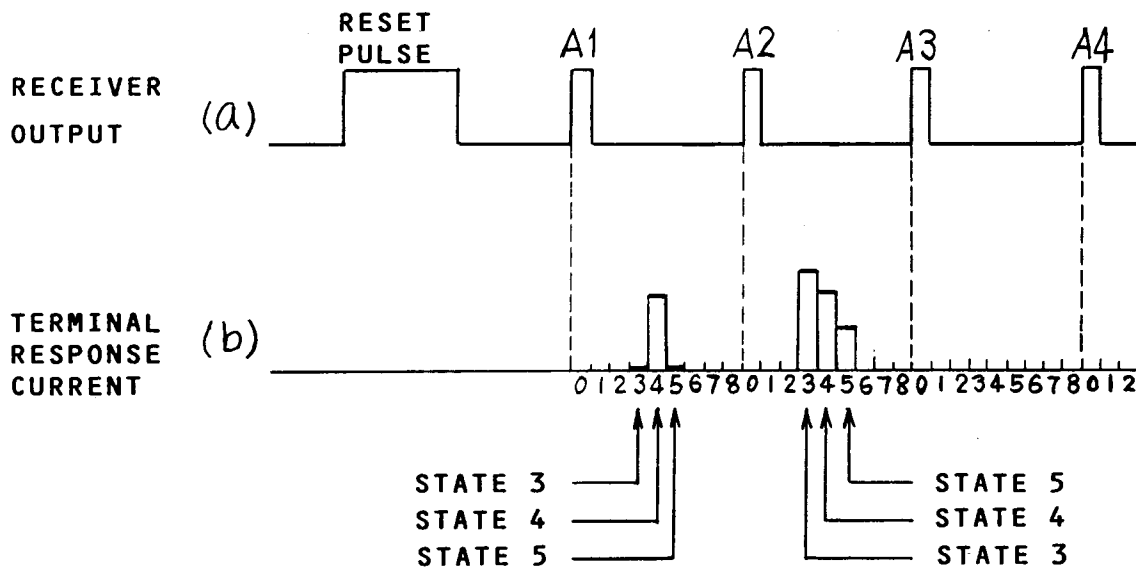 RESET
PULSE
A1 A2 A3 A4
RECEIVER
OUTPUT
(a)
TERMINAL
RESPONSE
CURRENT
(b)
0 1 2 3 4 5 6 7 8 0 1 2 3 4 5 6 7 8 0 1 2 3 4 5 6 7 8 0 1 2
STATE 3 STATE 5
STATE 4 STATE 4
STATE 5 STATE 3